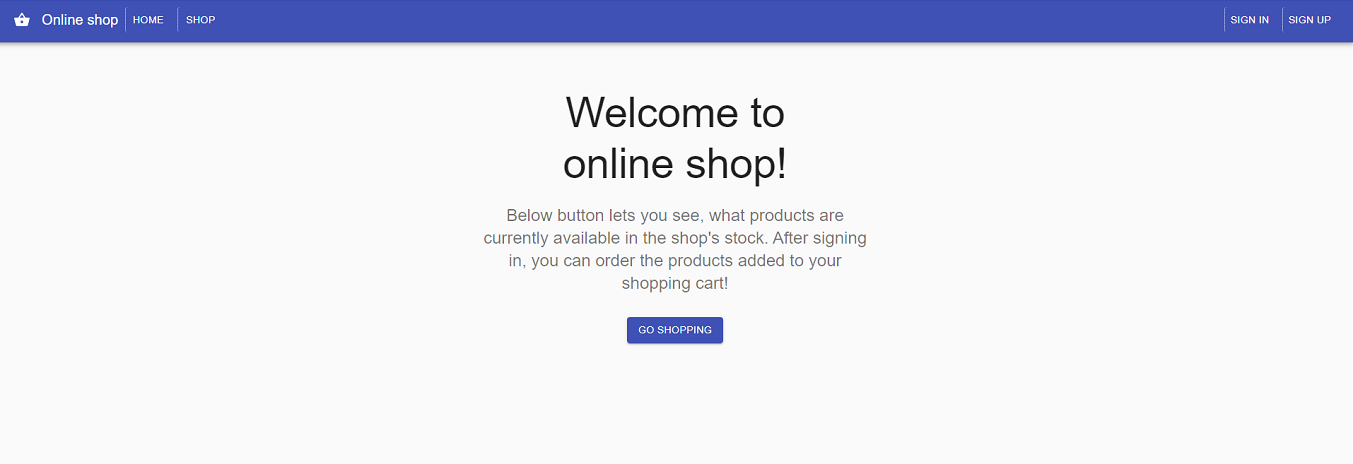 Online shop HOME SHOP SIGN IN SIGN UP
Welcome to
online shop!
Below button lets you see, what products are
currently available in the shop's stock. After signing
in, you can order the products added to your
shopping cart!
GO SHOPPING